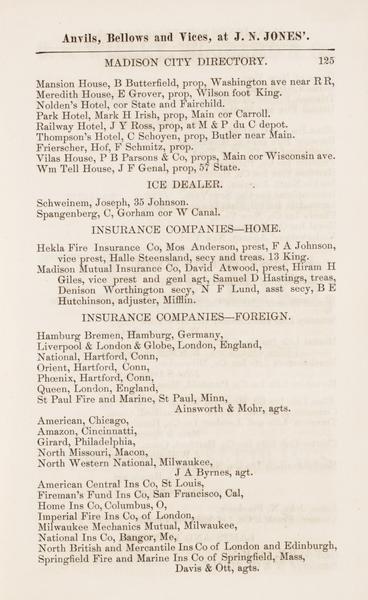 Anvils, Bellows and Vices, at J. N. JONES'.
MADISON CITY DIRECTORY. 125
Mansion House, B Butterfield, prop, Washington ave near R R,
Meredith House, E Grover, prop, Wilson foot King.
Nolden's Hotel, cor State and Fairchild.
Park Hotel, Mark H Irish, prop, Main cor Carroll.
Railway Hotel, J Y Ross, prop, at M & P du C depot.
Thompson's Hotel, C Schoyen, prop, Butler near Main.
Frierscher, Hof, F Schmitz, prop.
Vilas House, P B Parsons & Co, props, Main cor Wisconsin ave.
Wm Tell House, J F Genal, prop, 57 State.
ICE DEALER.
Schweinem, Joseph, 35 Johnson.
Spangenberg, C, Gorham cor W Canal.
INSURANCE COMPANIES—HOME.
Hekla Fire Insurance Co, Mos Anderson, prest, F A Johnson,
vice prest, Halle Steensland, secy and treas. 13 King.
Madison Mutual Insurance Co, David Atwood, prest, Hiram H
Giles, vice prest and genl agt, Samuel D Hastings, treas,
Denison Worthington secy, N F Lund, asst secy, B E
Hutchinson, adjuster, Mifflin.
INSURANCE COMPANIES—FOREIGN.
Hamburg Bremen, Hamburg, Germany,
Liverpool & London & Globe, London, England,
National, Hartford, Conn,
Orient, Hartford, Conn,
Phœnix, Hartford, Conn,
Queen, London, England,
St Paul Fire and Marine, St Paul, Minn,
Ainsworth & Mohr, agts.
American, Chicago,
Amazon, Cincinnatti,
Girard, Philadelphia,
North Missouri, Macon,
North Western National, Milwaukee,
J A Byrnes, agt.
American Central Ins Co, St Louis,
Fireman's Fund Ins Co, San Francisco, Cal,
Home Ins Co, Columbus, O,
Imperial Fire Ins Co, of London,
Milwaukee Mechanics Mutual, Milwaukee,
National Ins Co, Bangor, Me,
North British and Mercantile Ins Co of London and Edinburgh,
Springfield Fire and Marine Ins Co of Springfield, Mass,
Davis & Ott, agts.